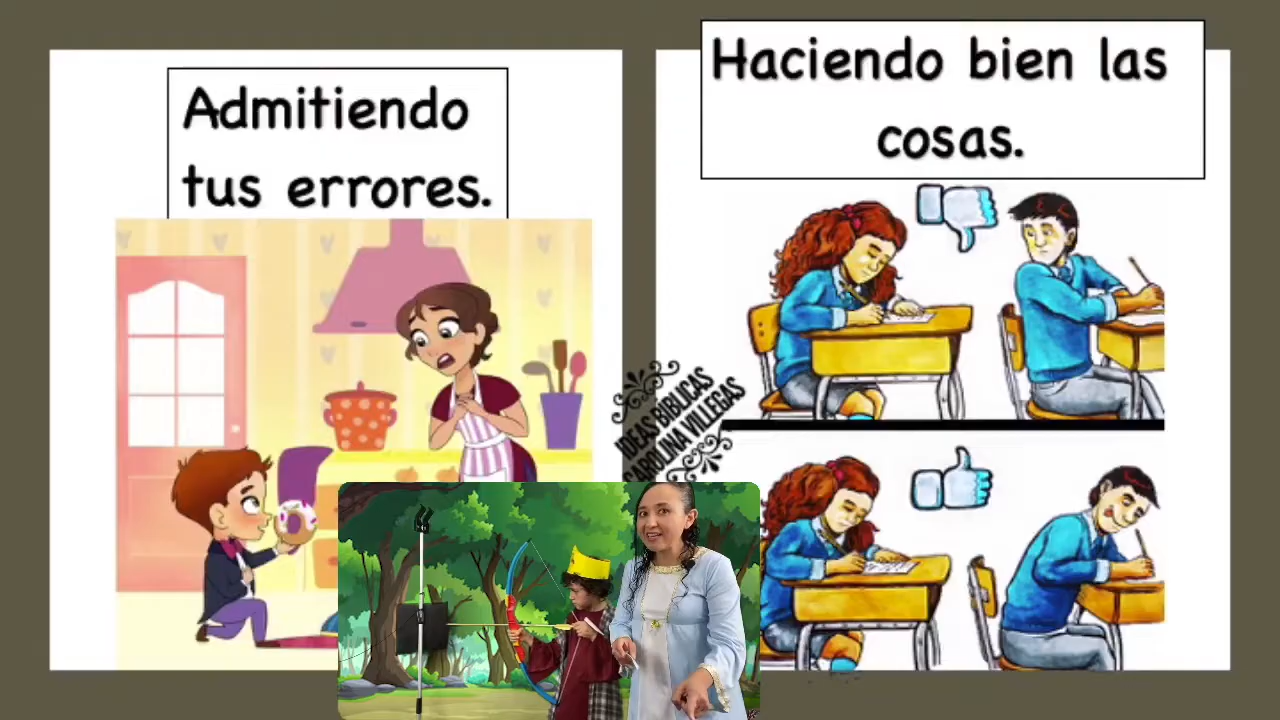 Admitiendo
tus errores.
Haciendo bien las
cosas.
IDEAS BIBLICAS
CAROLINA VILLEGAS